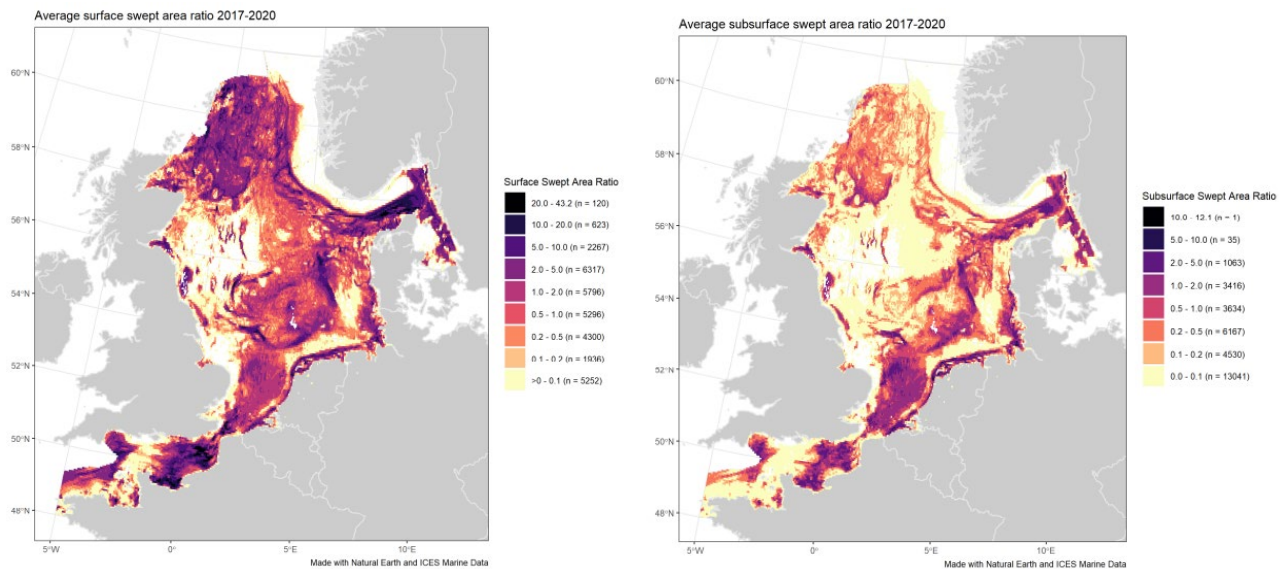 Average surface swept area ratio 2017-2020
60°N
58°N
56°N
54°N
52°N
50°N
48°N
5°W
0°
5°E
10°E
Surface Swept Area Ratio
20.0 - 43.2 (n = 120)
10.0 - 20.0 (n = 623)
5.0 - 10.0 (n = 2267)
2.0 - 5.0 (n = 6317)
1.0 - 2.0 (n = 5796)
0.5 - 1.0 (n = 5296)
0.2 - 0.5 (n = 4300)
0.1 - 0.2 (n = 1936)
>0 - 0.1 (n = 5252)
Made with Natural Earth and ICES Marine Data
Average subsurface swept area ratio 2017-2020
60°N
58°N
56°N
54°N
52°N
50°N
48°N
5°W
0°
5°E
10°E
Subsurface Swept Area Ratio
10.0 - 12.1 (n = 1)
5.0 - 10.0 (n = 35)
2.0 - 5.0 (n = 1063)
1.0 - 2.0 (n = 3416)
0.5 - 1.0 (n = 3634)
0.2 - 0.5 (n = 6167)
0.1 - 0.2 (n = 4530)
0.0 - 0.1 (n = 13041)
Made with Natural Earth and ICES Marine Data